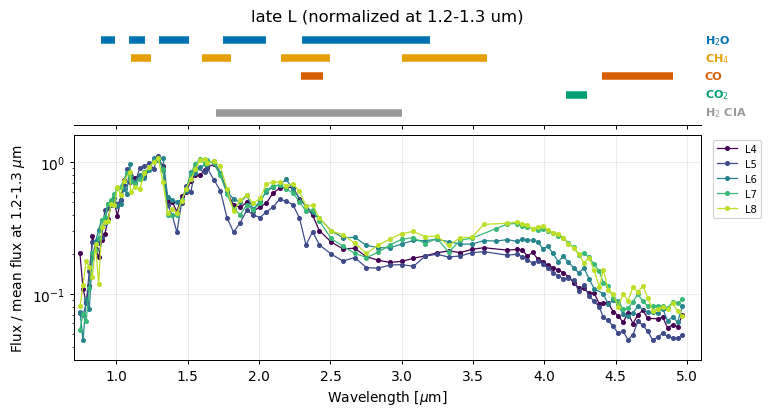 late L (normalized at 1.2-1.3 um)
H₂O
CH₄
CO
CO₂
H₂ CIA
Flux / mean flux at 1.2-1.3 μm
10⁰
10⁻¹
L4
L5
L6
L7
L8
1.0 1.5 2.0 2.5 3.0 3.5 4.0 4.5 5.0
Wavelength [μm]